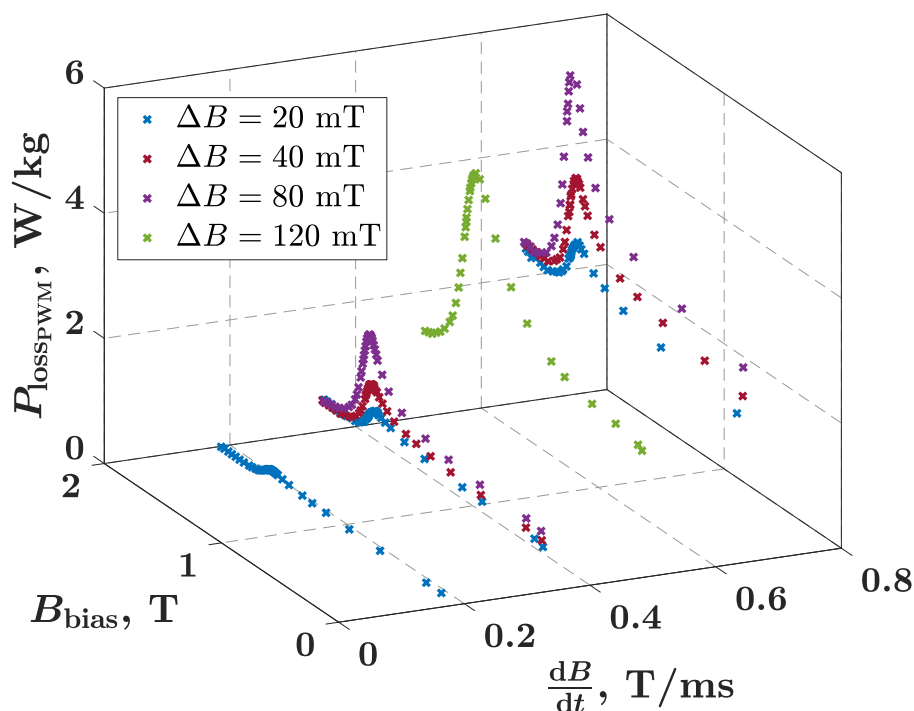 6
4
2
0
P_lossPWM, W/kg
ΔB = 20 mT
ΔB = 40 mT
ΔB = 80 mT
ΔB = 120 mT
2
1
0
B_bias, T
0
0.2
0.4
0.6
0.8
dB/dt, T/ms